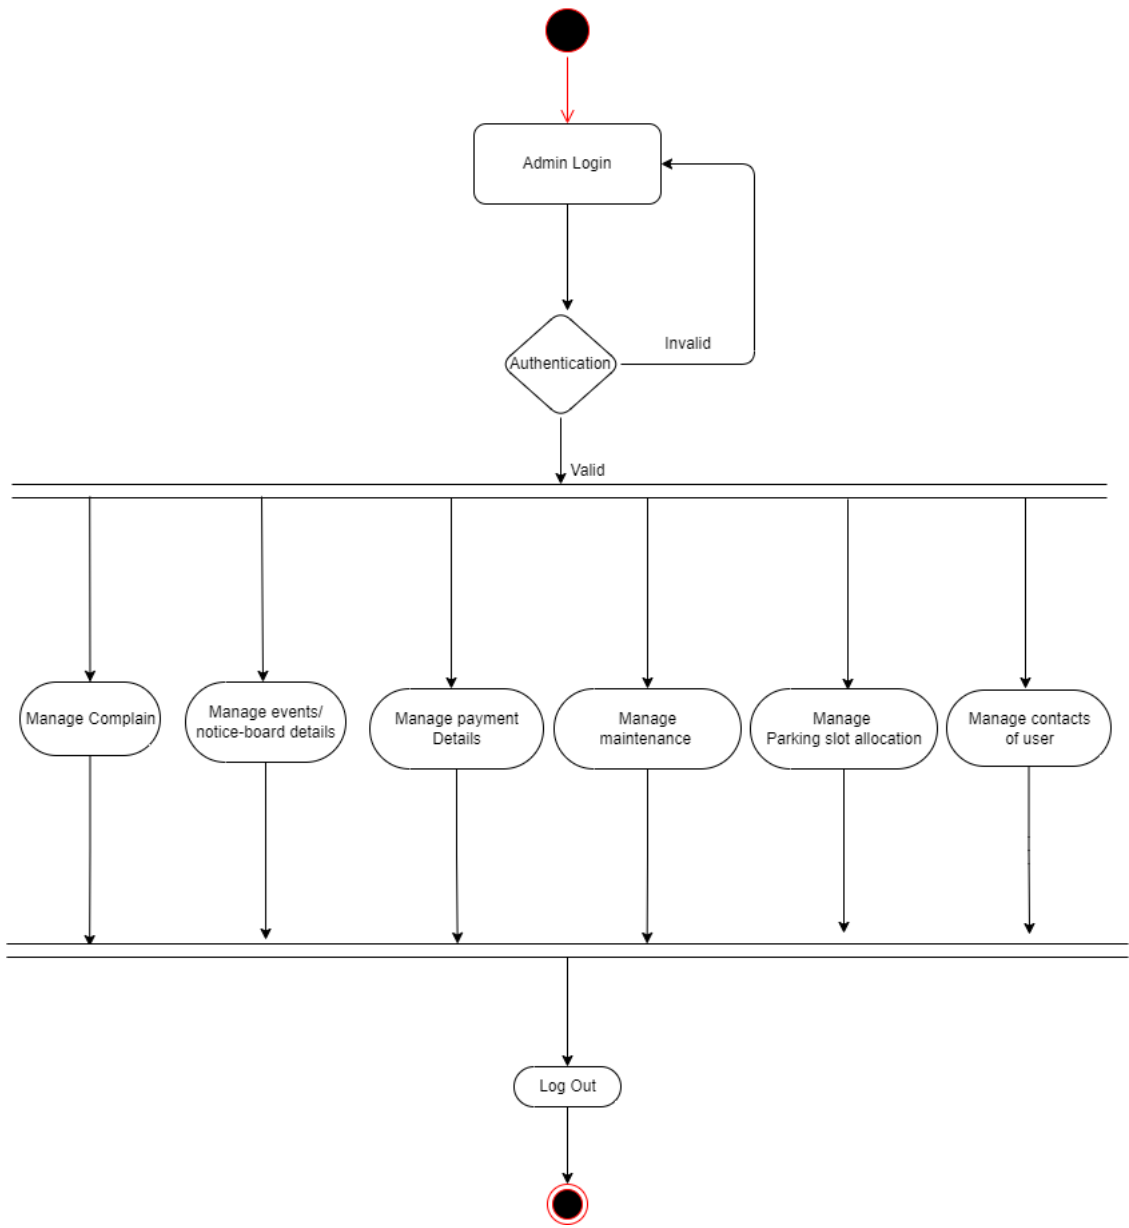 Admin Login
Invalid
Authentication
Valid
Manage Complain
Manage events/
notice-board details
Manage payment
Details
Manage
maintenance
Manage
Parking slot allocation
Manage contacts
of user
Log Out